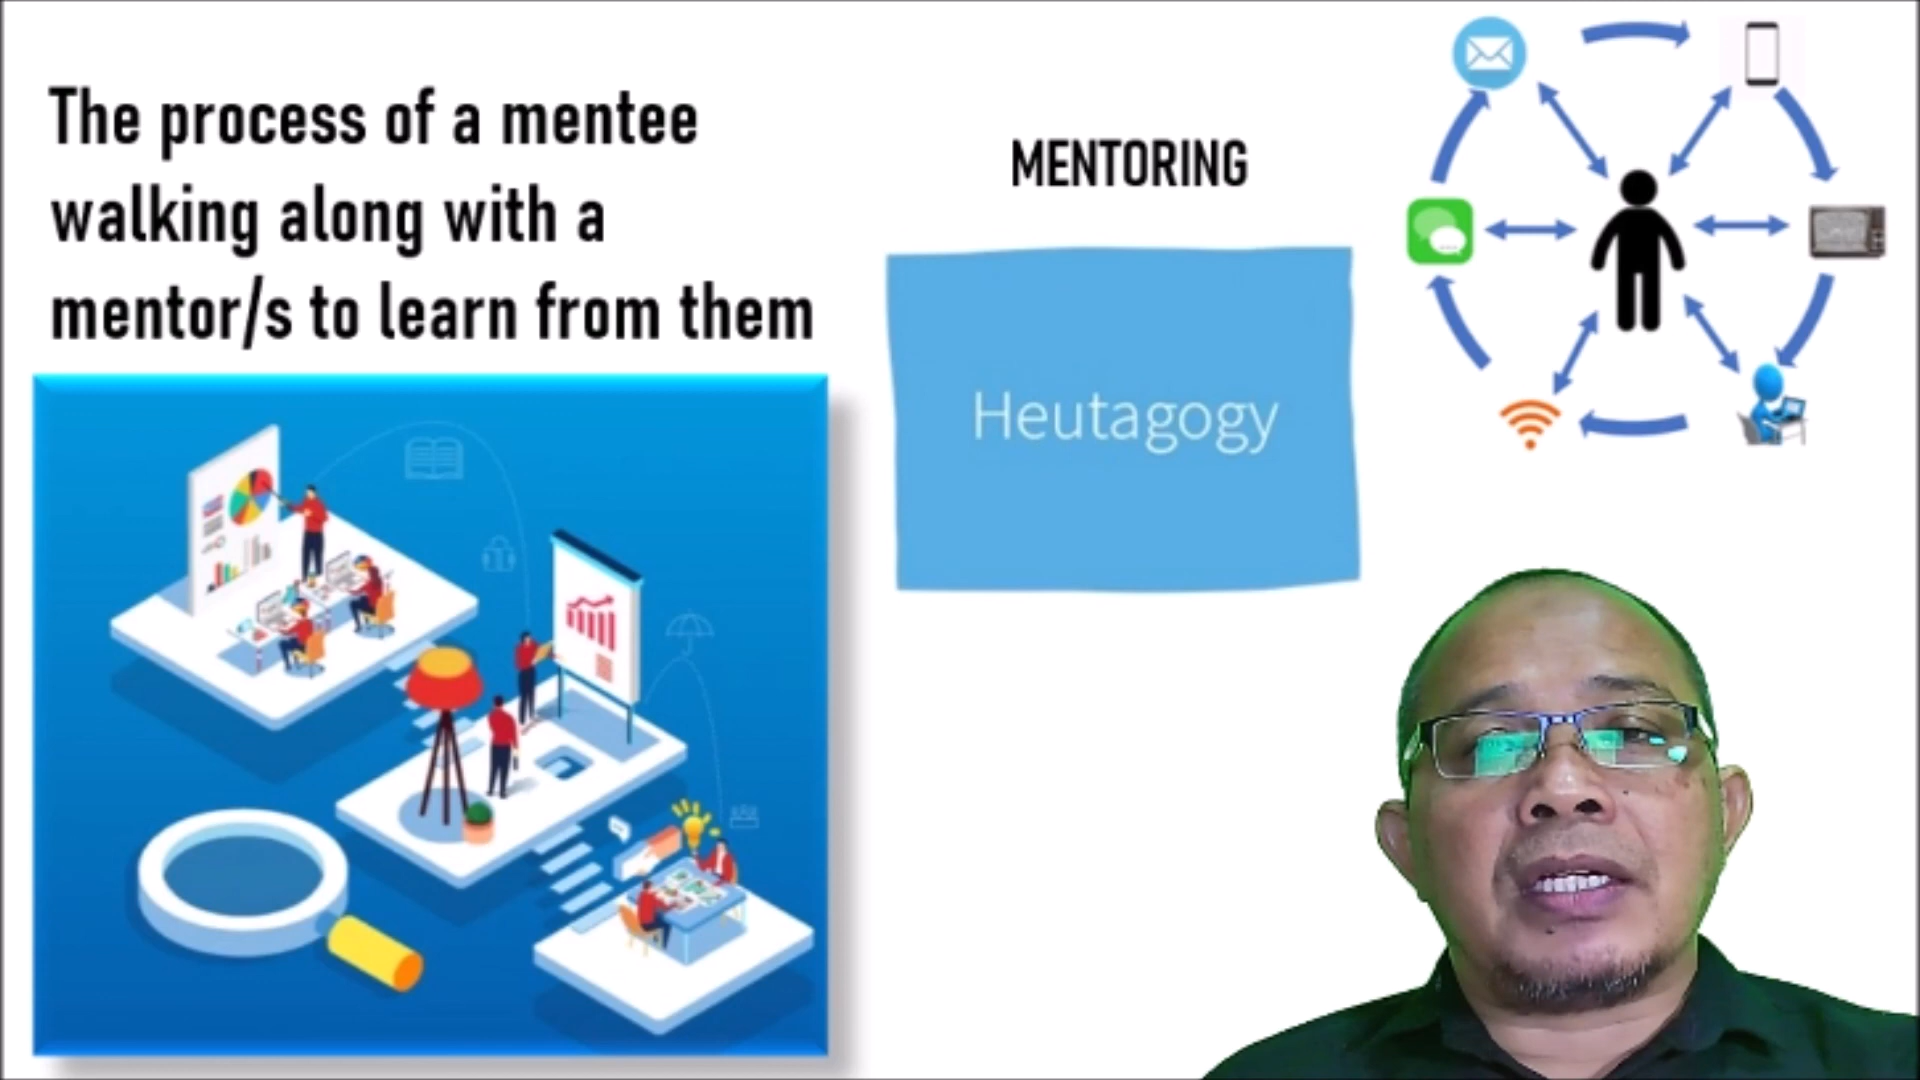 The process of a mentee
walking along with a
mentor/s to learn from them
MENTORING
Heutagogy